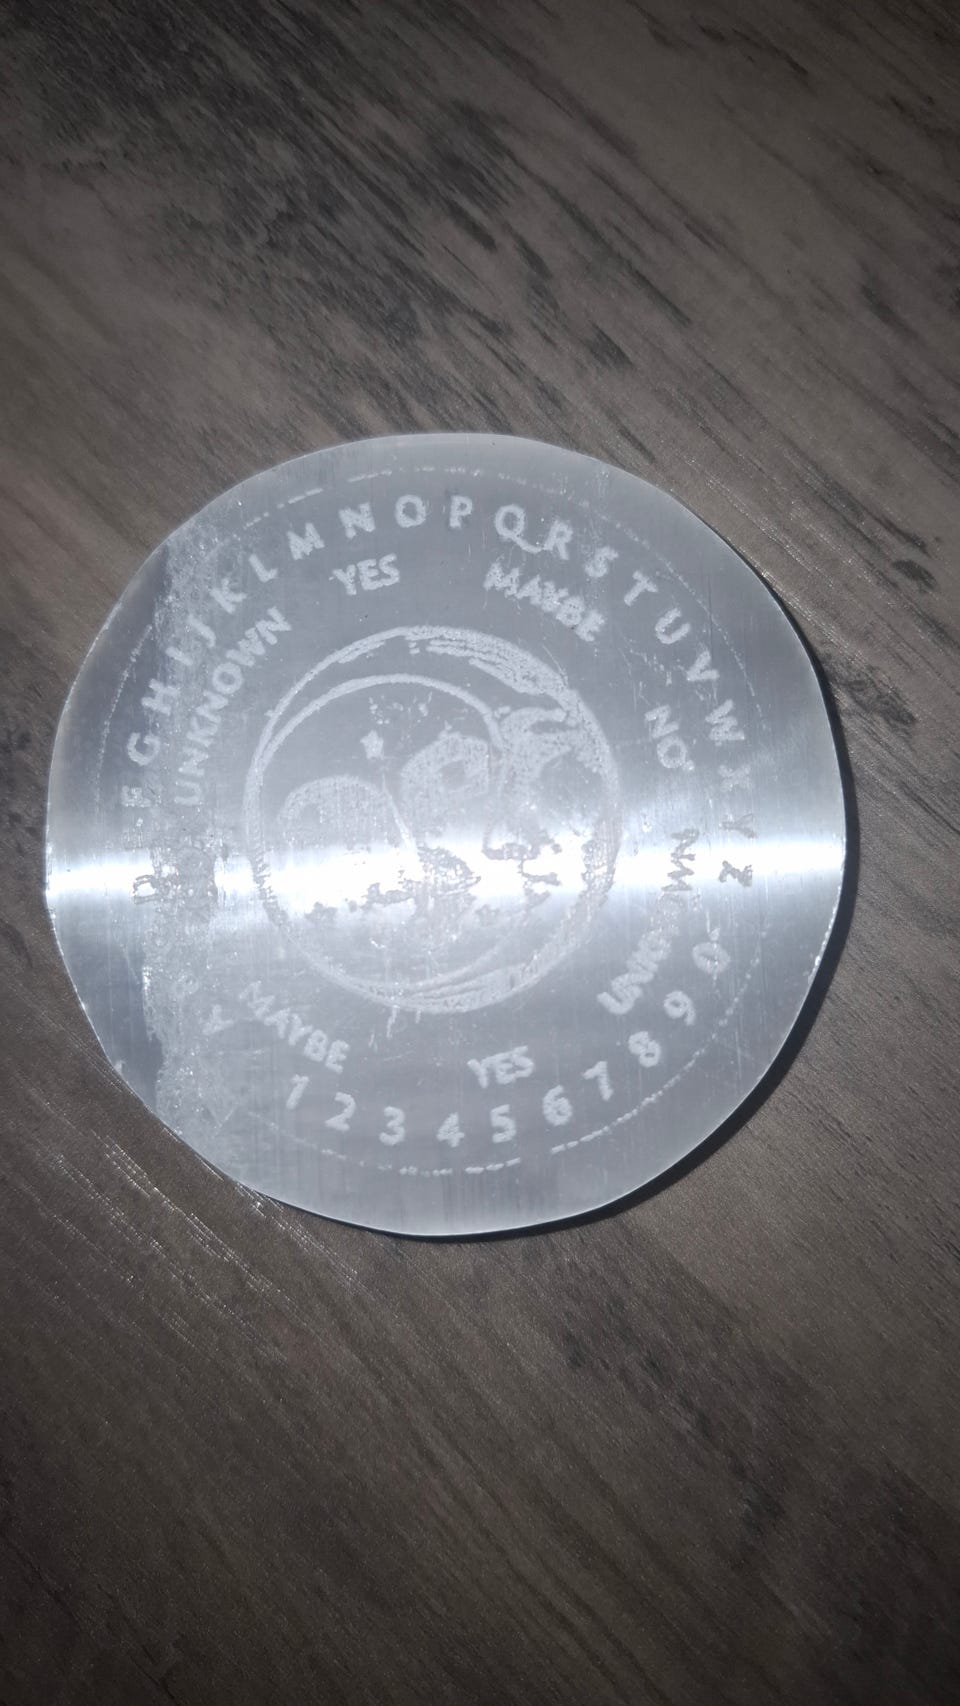 A
D
F G H I J K L M N O P Q R S T U V W X Y Z
1 2 3 4 5 6 7 8 9 0
UNKNOWN
YES
MAYBE
NO
UNKNOWN
YES
MAYBE